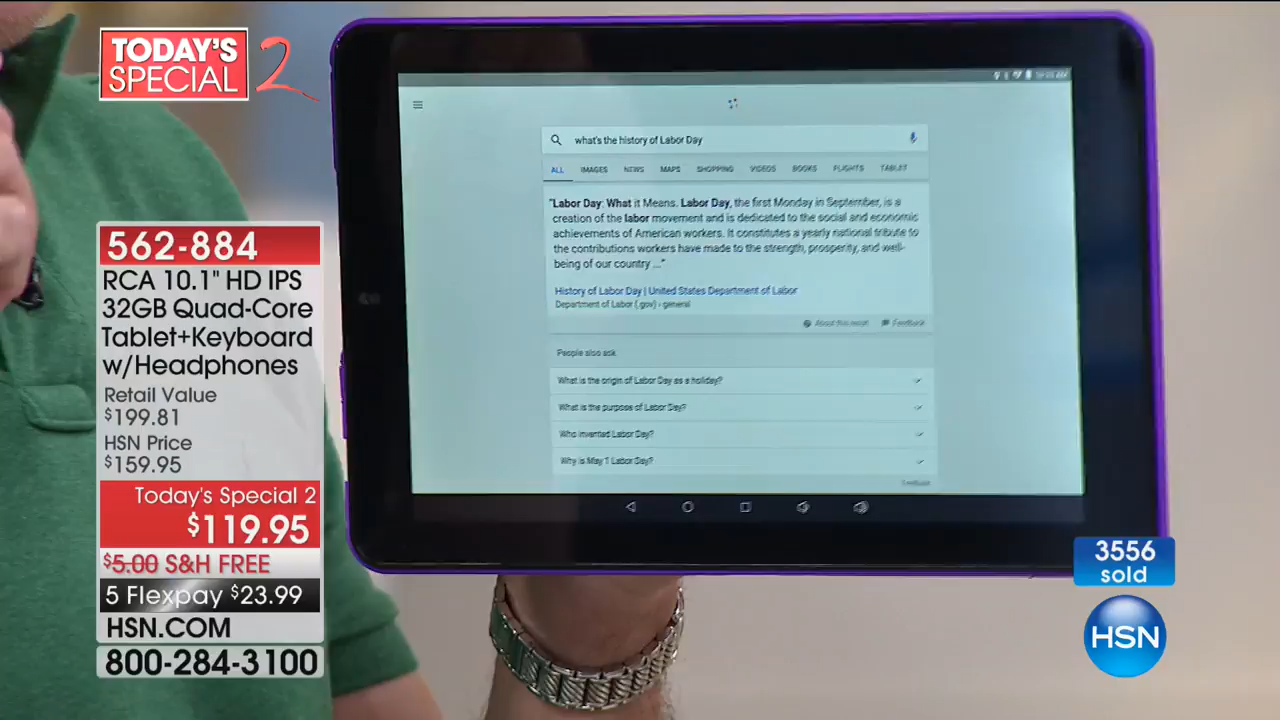 TODAY'S
SPECIAL 2
562-884
RCA 10.1" HD IPS
32GB Quad-Core
Tablet+Keyboard
w/Headphones
Retail Value
$199.81
HSN Price
$159.95
Today's Special 2
$119.95
$5.00 S&H FREE
5 Flexpay $23.99
HSN.COM
800-284-3100
what's the history of Labor Day
ALL IMAGES NEWS MAPS SHOPPING VIDEOS BOOKS FLIGHTS TABLET
"Labor Day: What it Means. Labor Day, the first Monday in September, is a
creation of the labor movement and is dedicated to the social and economic
achievements of American workers. It constitutes a yearly national tribute to
the contributions workers have made to the strength, prosperity, and well-
being of our country ..."
History of Labor Day | United States Department of Labor
Department of Labor (.gov) › general
About this result Feedback
People also ask
What is the origin of Labor Day as a holiday?
What is the purpose of Labor Day?
Who invented Labor Day?
Why is May 1 Labor Day?
Feedback
3556
sold
HSN